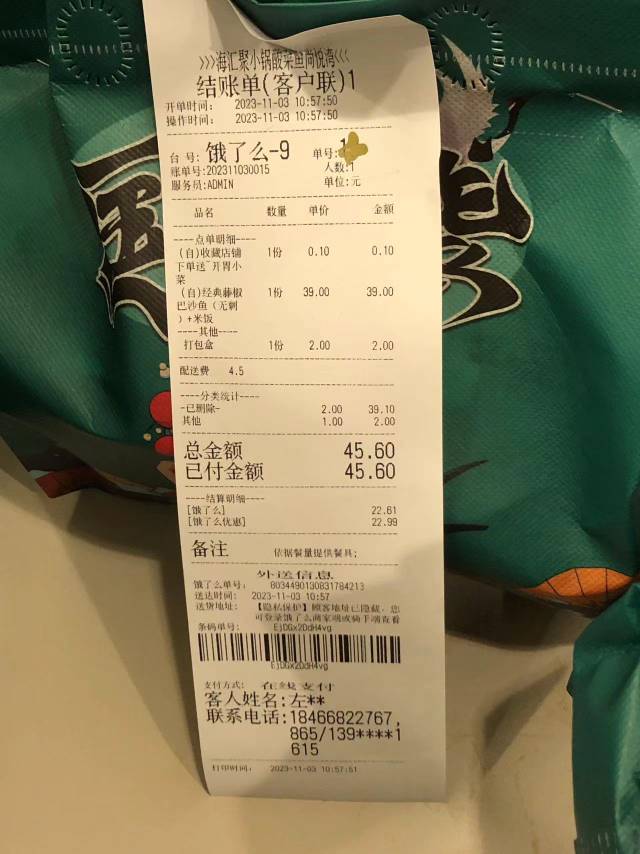 >>>海汇聚小锅酸菜鱼尚悦湾<<<
结账单(客户联)1
开单时间: 2023-11-03 10:57:50
操作时间: 2023-11-03 10:57:50
台号: 饿了么-9 单号:
账单号:202311030015 人数:1
服务员:ADMIN 单位:元
品名 数量 单价 金额
----点单明细----
(自)收藏店铺 1份 0.10 0.10
下单送~开胃小
菜
(自)经典藤椒 1份 39.00 39.00
巴沙鱼(无刺
)+米饭
----其他----
打包盒 1份 2.00 2.00
配送费 4.5
----分类统计----
-已删除- 2.00 39.10
其他 1.00 2.00
总金额 45.60
已付金额 45.60
----结算明细----
[饿了么] 22.61
[饿了么优惠] 22.99
备注 依据餐量提供餐具;
外送信息
饿了么单号: 8034490130831784213
送达时间: 2023-11-03 10:57
送货地址: 【隐私保护】顾客地址已隐藏,您
可登录饿了么商家端或骑手端查看
条码单号: EjDGx2DdH4vg
EjDGx2DdH4vg
支付方式: 在线支付
客人姓名:左**
联系电话:18466822767,
865/139****1
615
打印时间: 2023-11-03 10:57:51